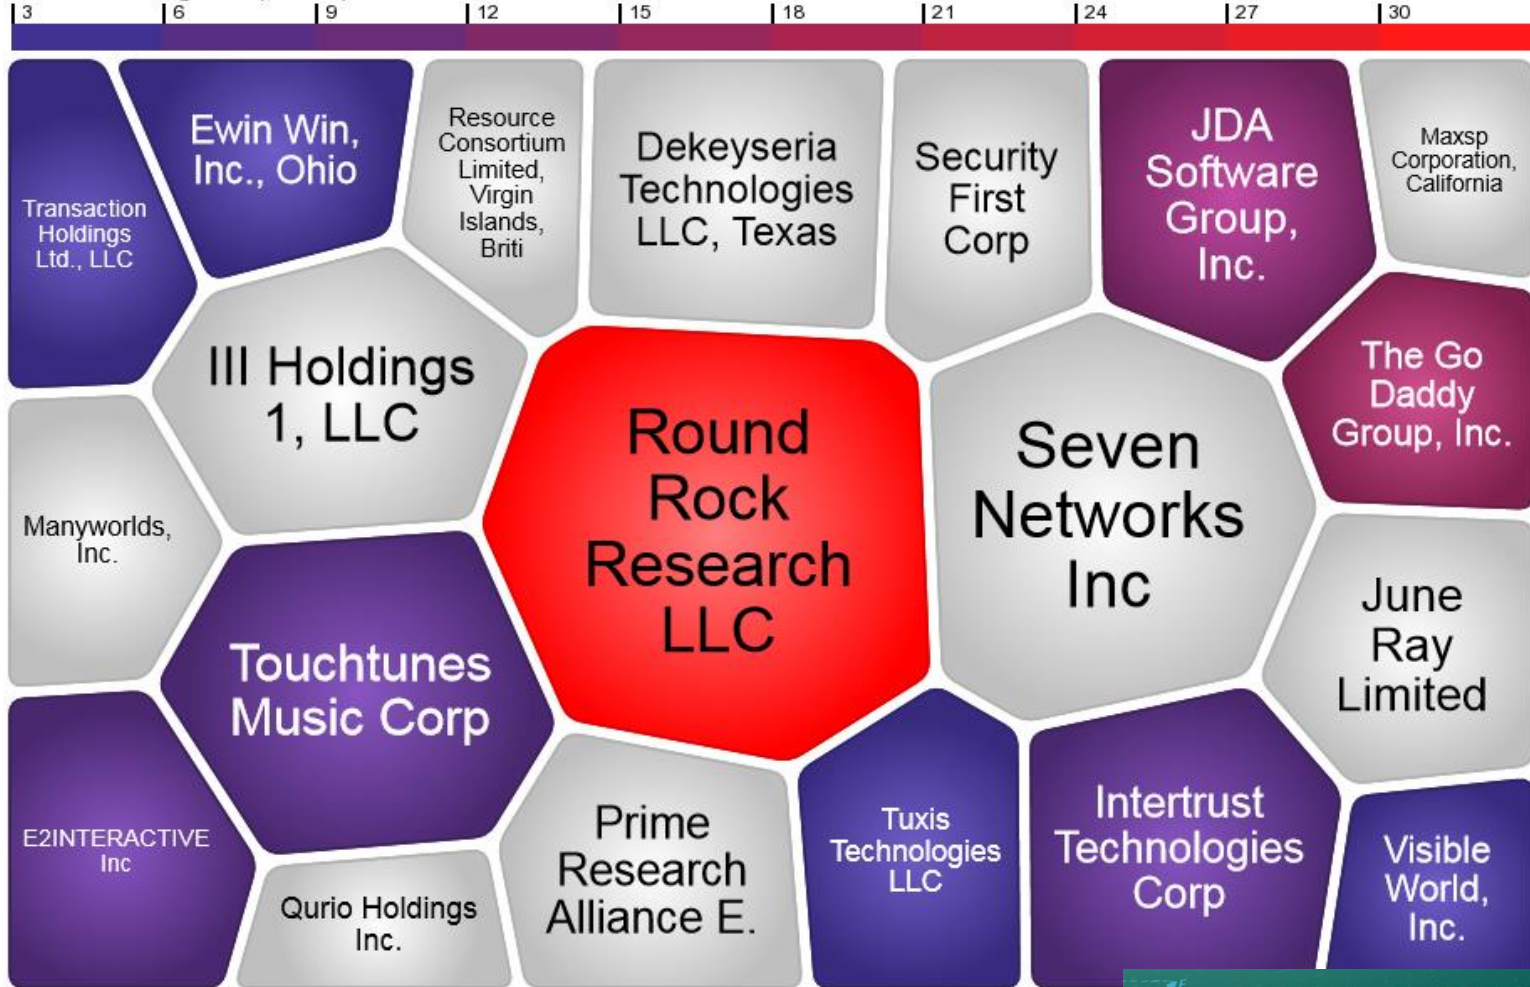 3 6 9 12 15 18 21 24 27 30
Transaction
Holdings
Ltd., LLC
Ewin Win,
Inc., Ohio
Resource
Consortium
Limited,
Virgin
Islands,
Briti
Dekeyseria
Technologies
LLC, Texas
Security
First
Corp
JDA
Software
Group,
Inc.
Maxsp
Corporation,
California
III Holdings
1, LLC
Round
Rock
Research
LLC
Seven
Networks
Inc
The Go
Daddy
Group, Inc.
Manyworlds,
Inc.
Touchtunes
Music Corp
June
Ray
Limited
E2INTERACTIVE
Inc
Qurio Holdings
Inc.
Prime
Research
Alliance E.
Tuxis
Technologies
LLC
Intertrust
Technologies
Corp
Visible
World,
Inc.